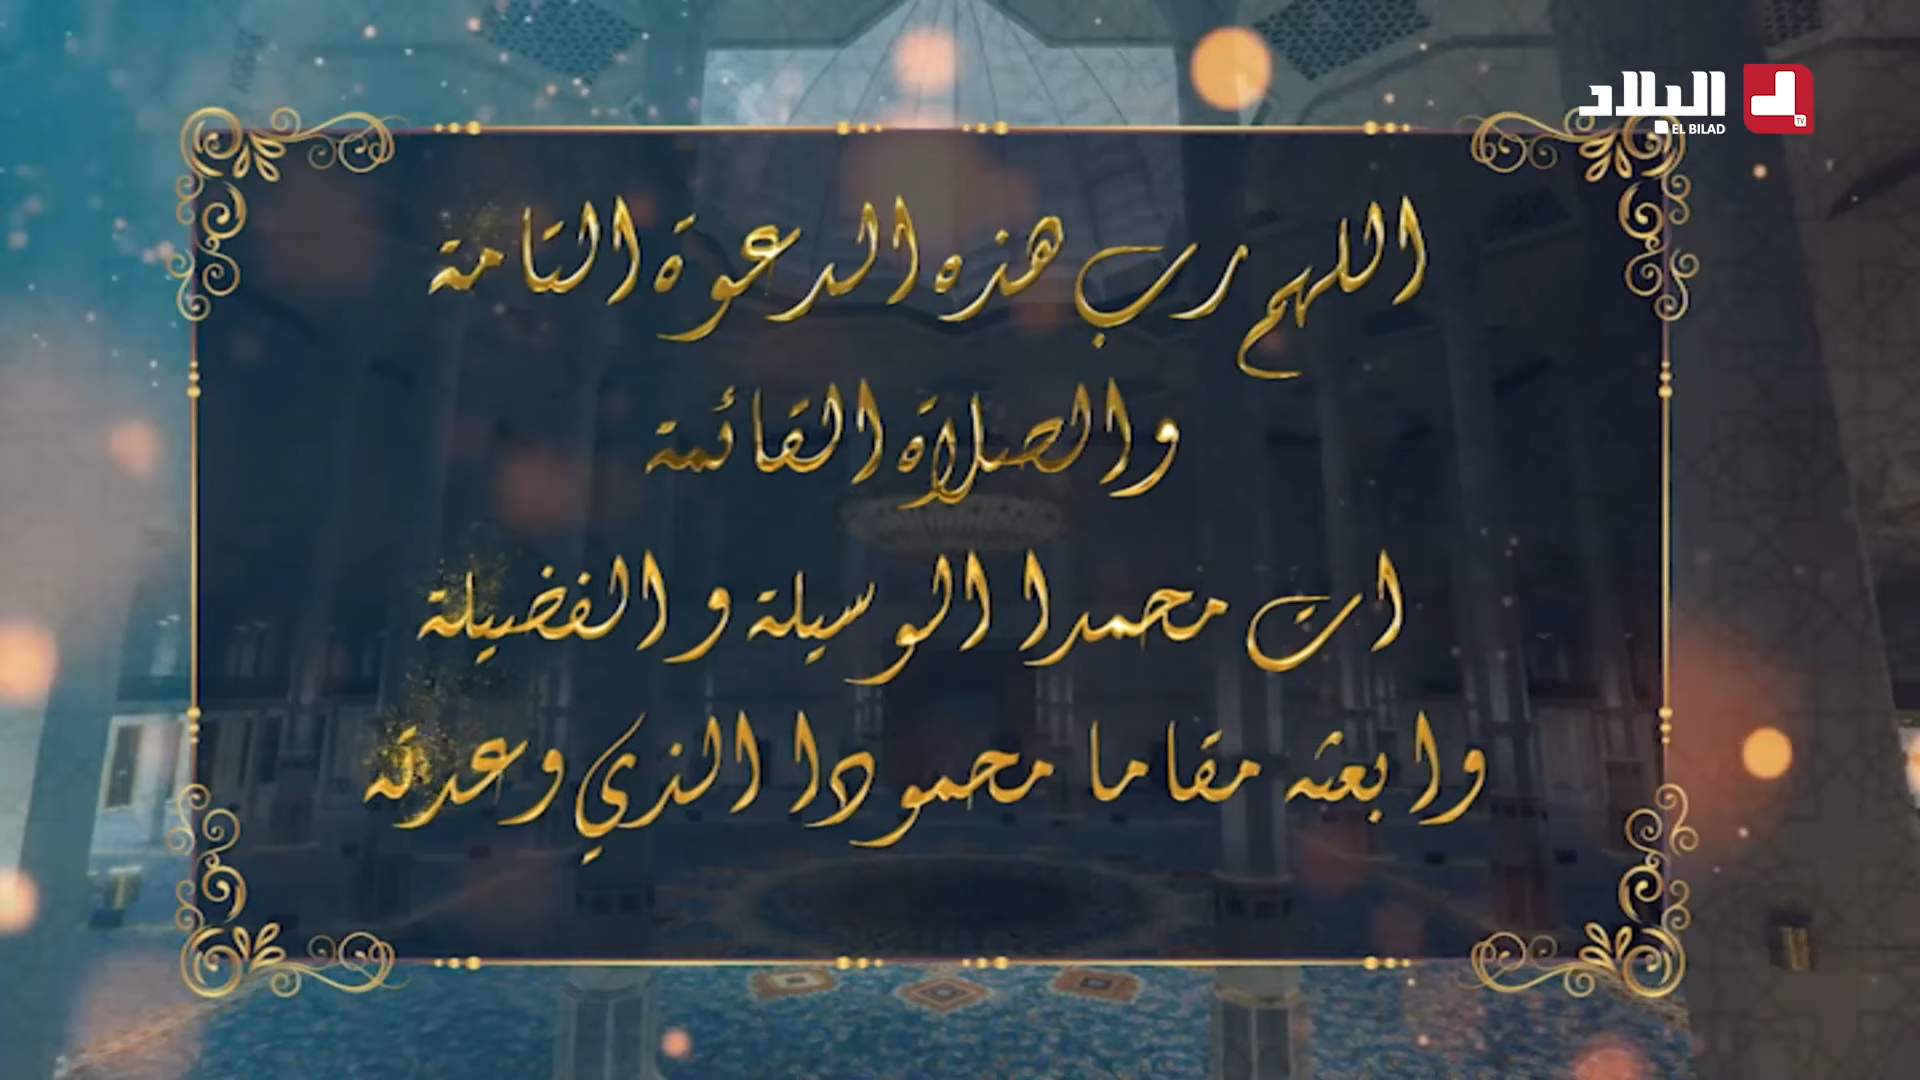 البلاد
EL BILAD
TV
اللهم رب هذه الدعوة التامة
والصلاة القائمة
ات محمدا الوسيلة والفضيلة
وابعثه مقاما محمودا الذي وعدته